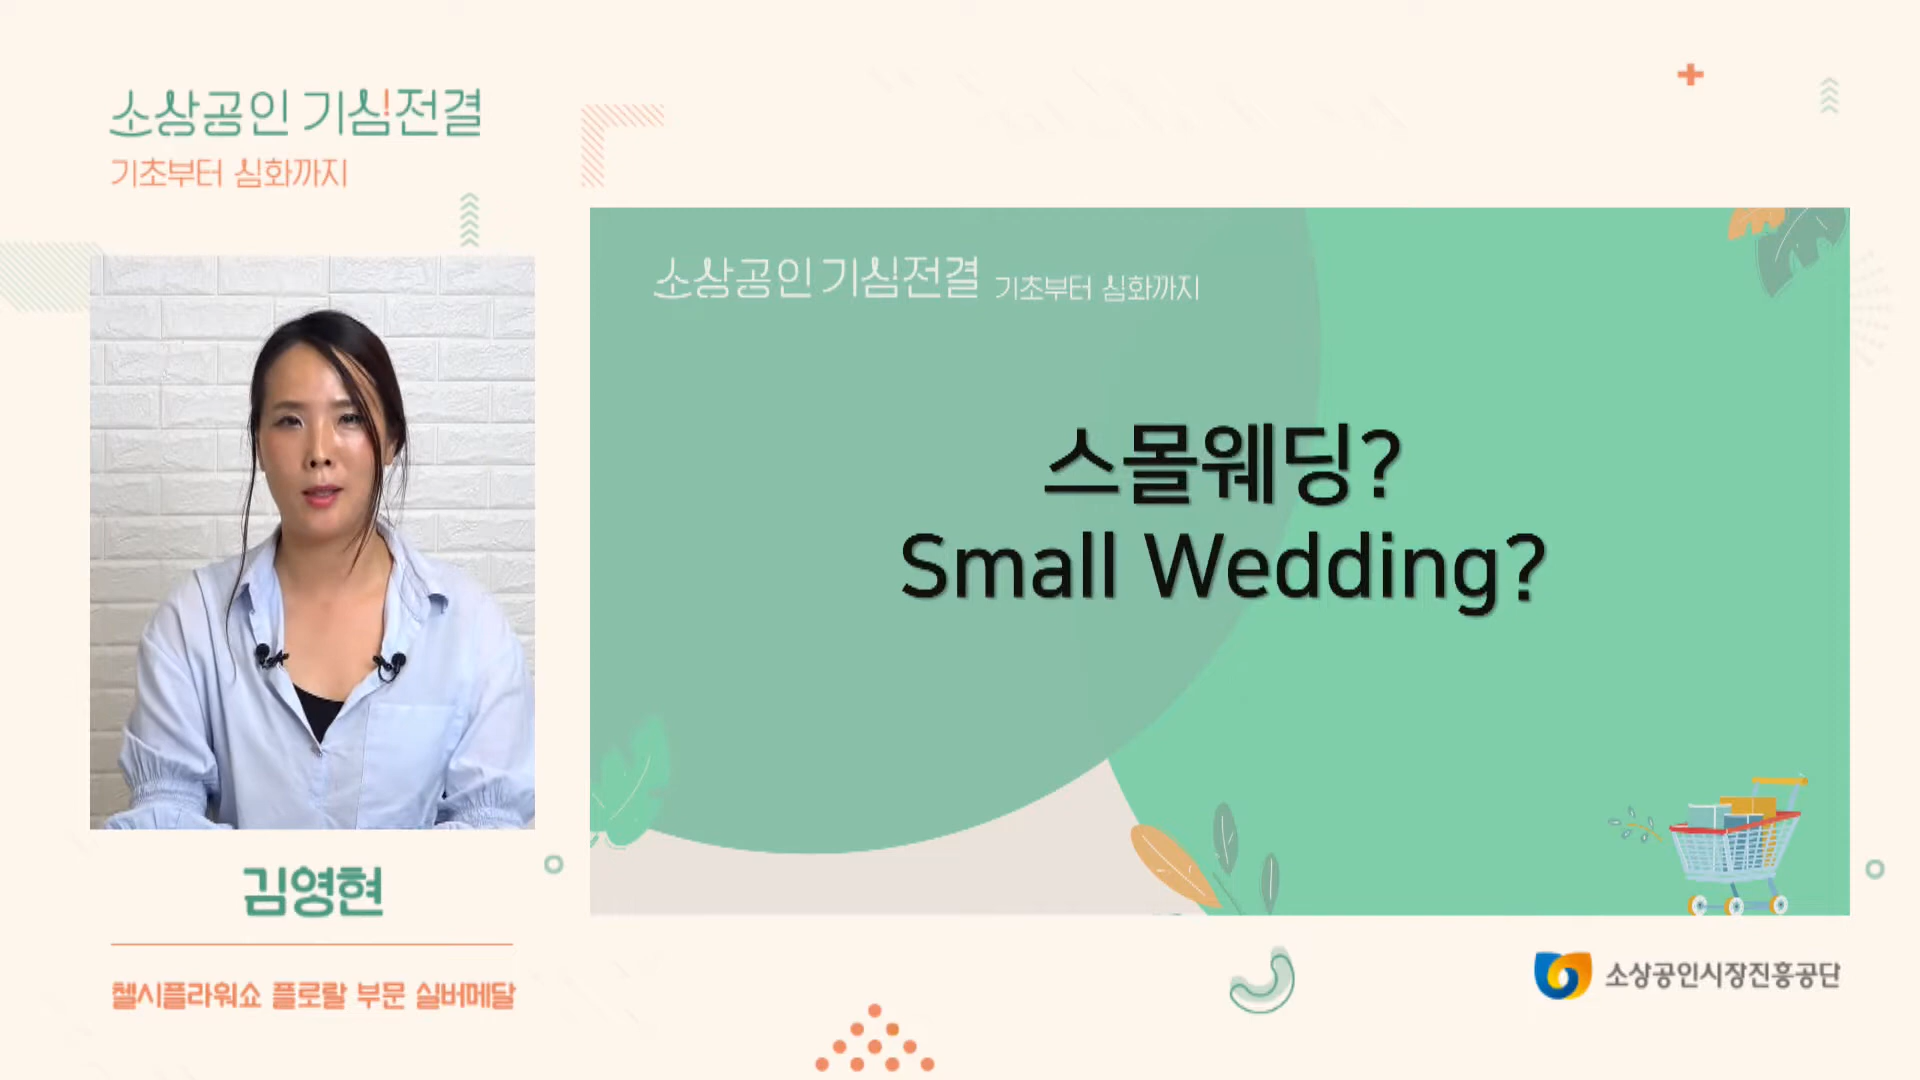 소상공인 기심전결
기초부터 심화까지
소상공인 기심전결 기초부터 심화까지
스몰웨딩?
Small Wedding?
김영현
첼시플라워쇼 플로랄 부문 실버메달
소상공인시장진흥공단